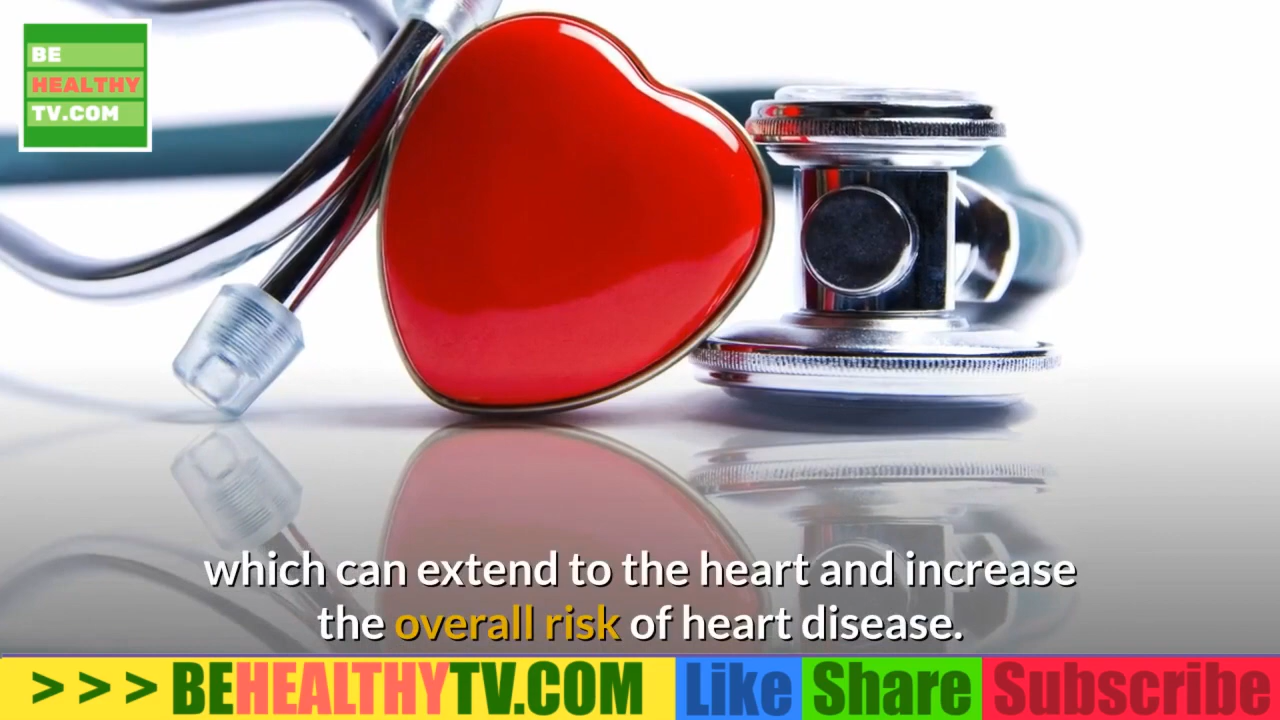 BE
HEALTHY
TV.COM
which can extend to the heart and increase
the overall risk of heart disease.
> > > BEHEALTHYTV.COM Like Share Subscribe